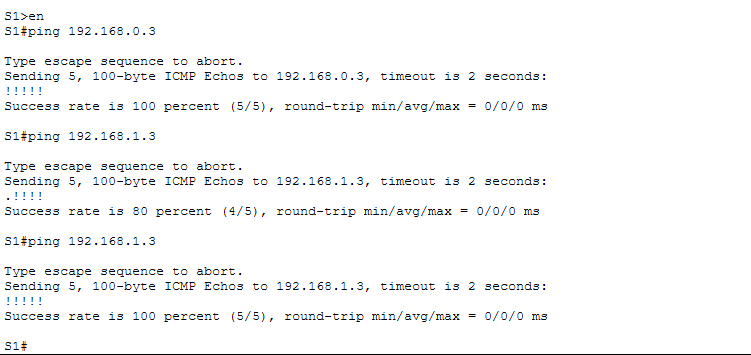 S1>en
S1#ping 192.168.0.3
Type escape sequence to abort.
Sending 5, 100-byte ICMP Echos to 192.168.0.3, timeout is 2 seconds:
!!!!!
Success rate is 100 percent (5/5), round-trip min/avg/max = 0/0/0 ms
S1#ping 192.168.1.3
Type escape sequence to abort.
Sending 5, 100-byte ICMP Echos to 192.168.1.3, timeout is 2 seconds:
.!!!!
Success rate is 80 percent (4/5), round-trip min/avg/max = 0/0/0 ms
S1#ping 192.168.1.3
Type escape sequence to abort.
Sending 5, 100-byte ICMP Echos to 192.168.1.3, timeout is 2 seconds:
!!!!!
Success rate is 100 percent (5/5), round-trip min/avg/max = 0/0/0 ms
S1#